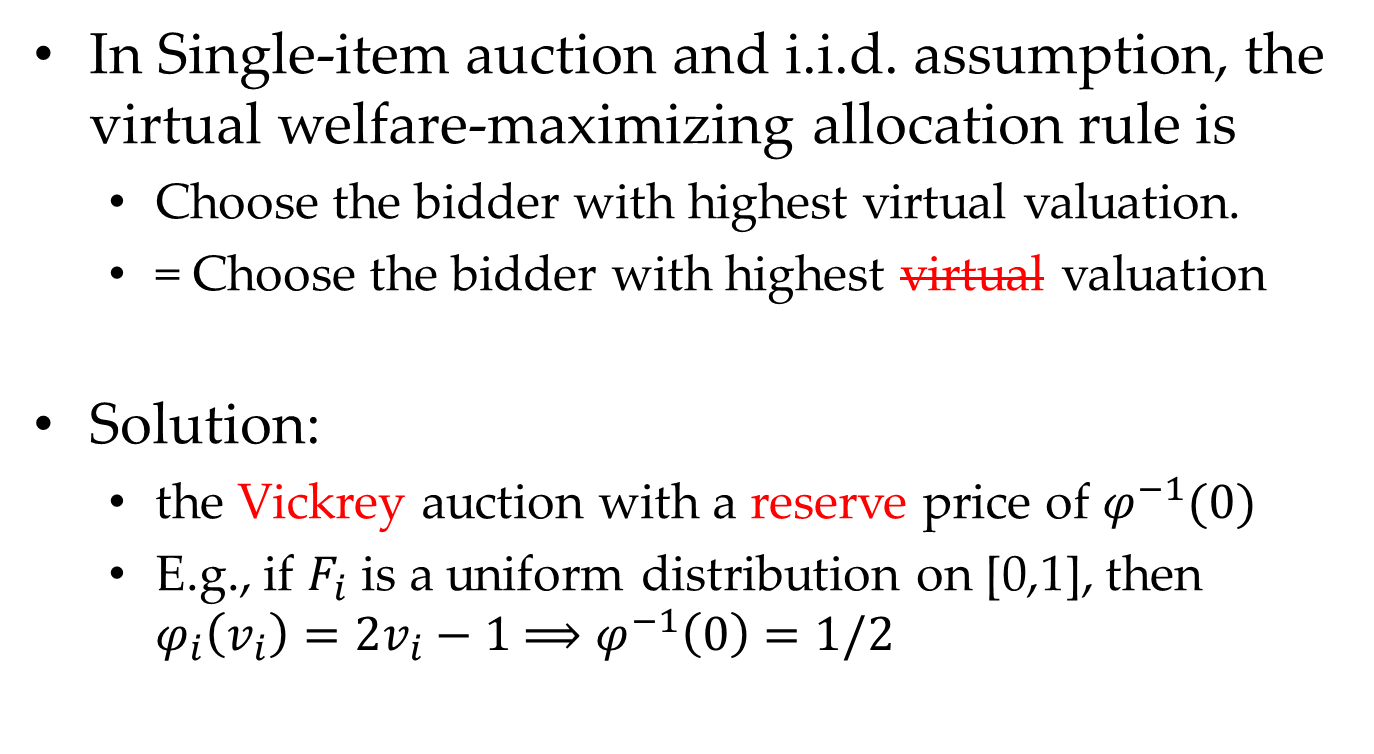 • In Single-item auction and i.i.d. assumption, the
virtual welfare-maximizing allocation rule is
• Choose the bidder with highest virtual valuation.
• = Choose the bidder with highest virtual valuation
• Solution:
• the Vickrey auction with a reserve price of φ⁻¹(0)
• E.g., if Fᵢ is a uniform distribution on [0,1], then
φᵢ(vᵢ) = 2vᵢ − 1 ⟹ φ⁻¹(0) = 1/2